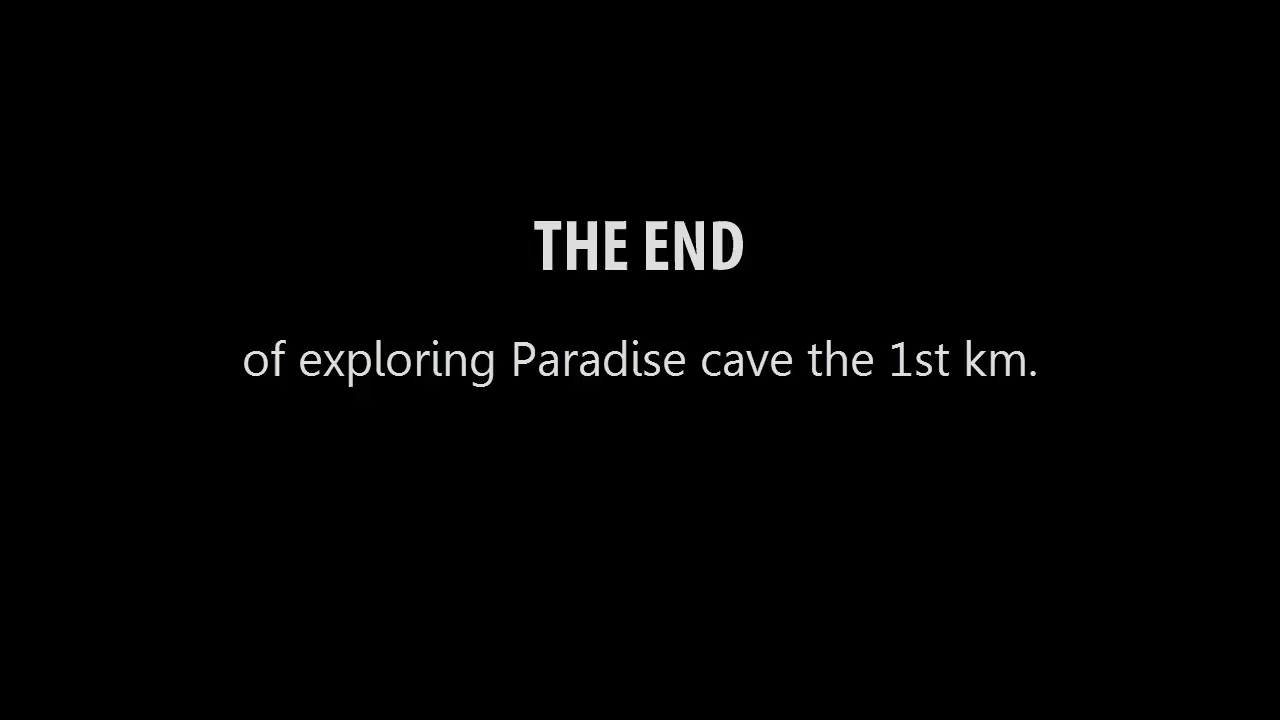 THE END
of exploring Paradise cave the 1st km.